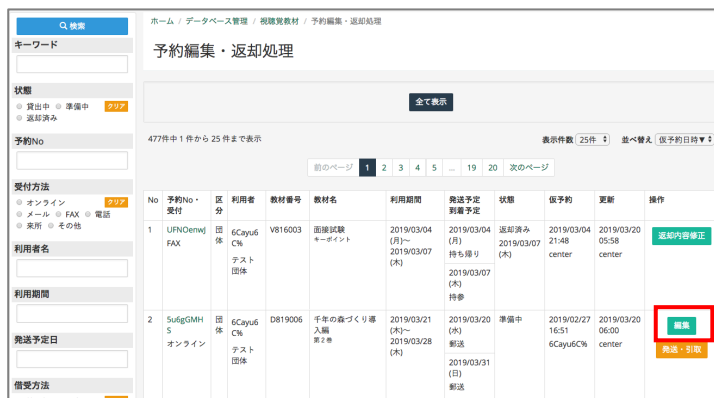 検索
キーワード
状態
貸出中 準備中 クリア
返却済み
予約No
受付方法
オンライン クリア
メール FAX 電話
来所 その他
利用者名
利用期間
発送予定日
借受方法
ホーム / データベース管理 / 視聴覚教材 / 予約編集・返却処理
予約編集・返却処理
全て表示
477件中 1 件から 25 件まで表示
表示件数 25件 並べ替え 仮予約日時▼
前のページ 1 2 3 4 5 ... 19 20 次のページ
No 予約No・受付 区分 利用者 教材番号 教材名 利用期間 発送予定 到着予定 状態 仮予約 更新 操作
1
UFNOenwJ
FAX
団体
6Cayu6
C%
テスト
団体
V816003
面接試験
キーポイント
2019/03/04
(月)~
2019/03/07
(木)
2019/03/04
(月)
持ち帰り
2019/03/07
(木)
持参
返却済み
2019/03/07
(木)
2019/03/04
21:48
center
2019/03/20
05:58
center
返却内容修正
2
5u6gGMH
S
オンライン
団体
6Cayu6
C%
テスト
団体
D819006
千年の森づくり導
入編
第2巻
2019/03/21
(木)~
2019/03/28
(木)
2019/03/20
(水)
郵送
2019/03/31
(日)
郵送
準備中
2019/02/27
16:51
6Cayu6C%
2019/03/20
06:00
center
編集
発送・引取